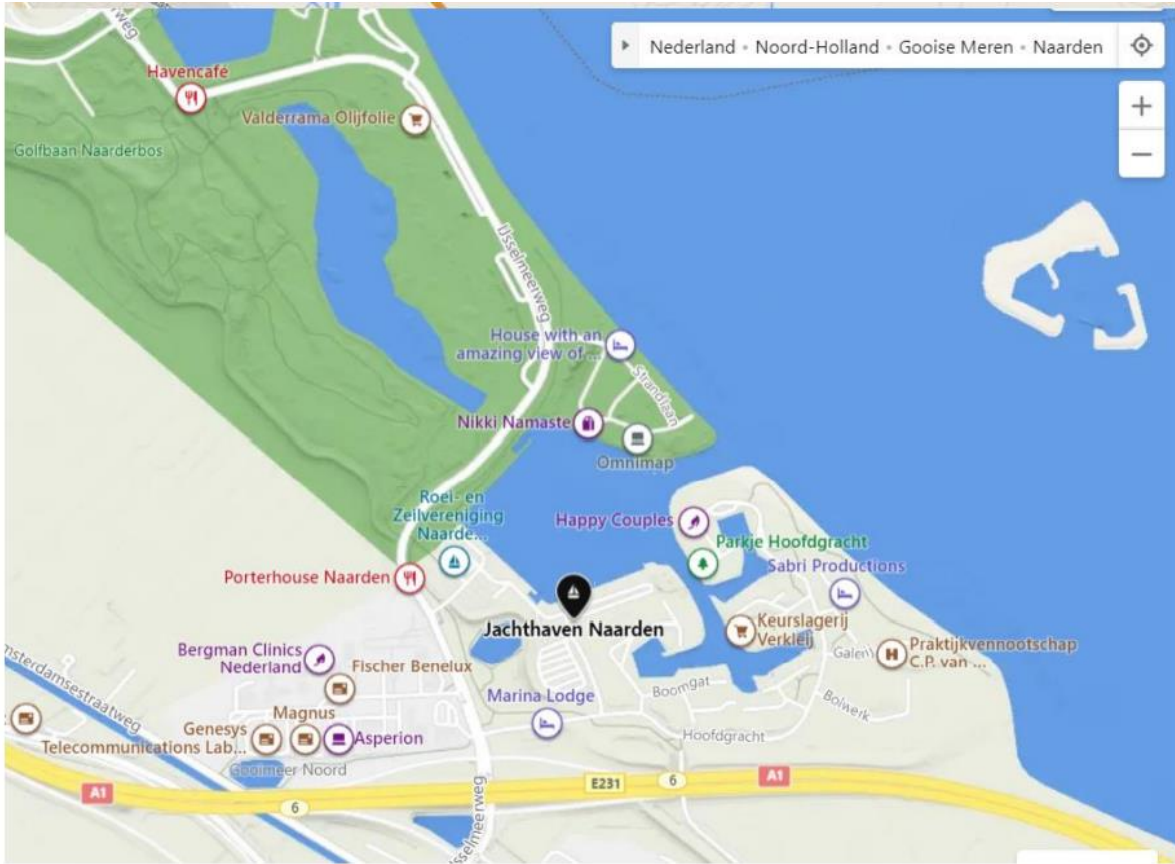 Nederland • Noord-Holland • Gooise Meren • Naarden
Havencafé
Valderrama Olijfolie
Golfbaan Naarderbos
IJsselmeerweg
House with an
amazing view of ...
Strandlaan
Nikki Namaste
Omnimap
Roei- en
Zeilvereniging
Naarde...
Happy Couples
Parkje Hoofdgracht
Sabri Productions
Porterhouse Naarden
Jachthaven Naarden
Keurslagerij
Verkleij
Praktijkvennootschap
C.P. van ...
Bergman Clinics
Nederland
Fischer Benelux
Boomgat
Bolwerk
Marina Lodge
Magnus
Genesys
Telecommunications Lab...
Asperion
Hoofdgracht
Gooimeer Noord
A1
6
E231
6
A1